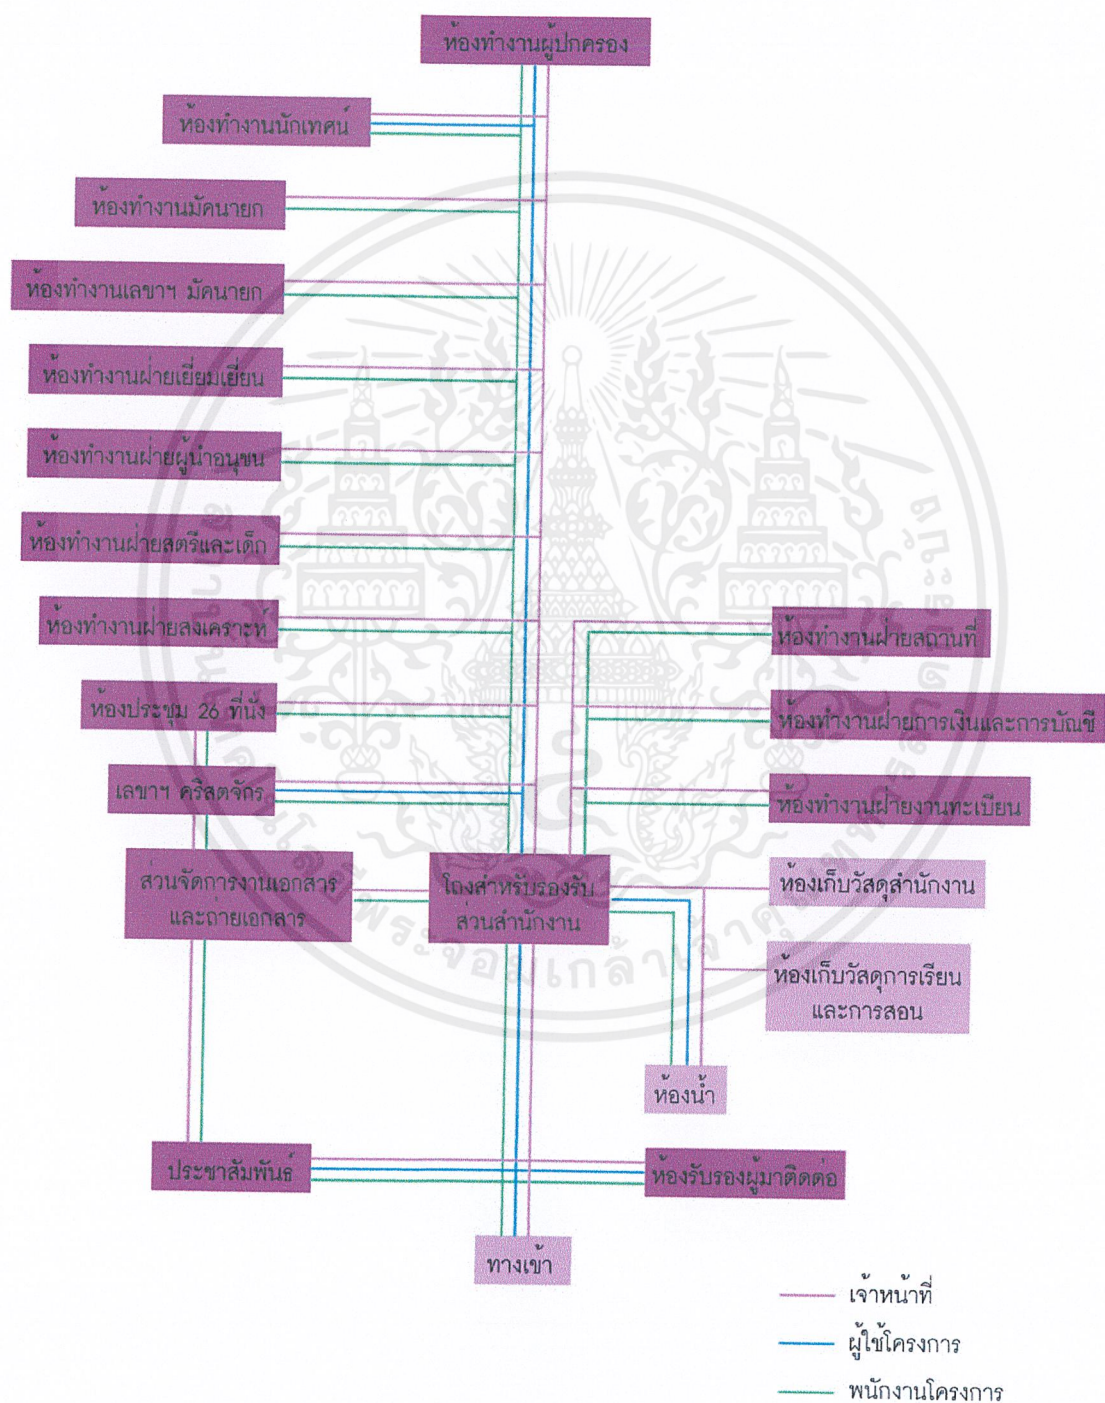 ห้องทำงานผู้ปกครอง
ห้องทำงานนักเทศน์
ห้องทำงานมัคนายก
ห้องทำงานเลขาฯ มัคนายก
ห้องทำงานฝ่ายเยี่ยมเยี่ยน
ห้องทำงานฝ่ายผู้นำอนุชน
ห้องทำงานฝ่ายสตรีและเด็ก
ห้องทำงานฝ่ายสงเคราะห์
ห้องทำงานฝ่ายสถานที่
ห้องประชุม 26 ที่นั่ง
ห้องทำงานฝ่ายการเงินและการบัญชี
เลขาฯ คริสตจักร
ห้องทำงานฝ่ายงานทะเบียน
ส่วนจัดการงานเอกสาร
และถ่ายเอกสาร
โถงสำหรับรองรับ
ส่วนสำนักงาน
ห้องเก็บวัสดุสำนักงาน
ห้องเก็บวัสดุการเรียน
และการสอน
ห้องน้ำ
ประชาสัมพันธ์
ห้องรับรองผู้มาติดต่อ
ทางเข้า
เจ้าหน้าที่
ผู้ใช้โครงการ
พนักงานโครงการ